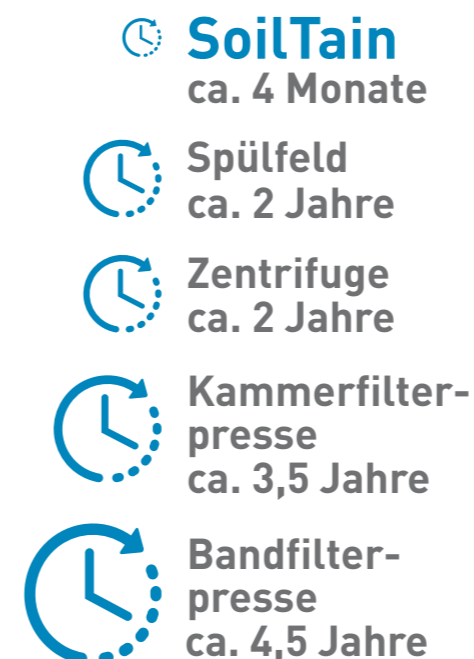 SoilTain
ca. 4 Monate
Spülfeld
ca. 2 Jahre
Zentrifuge
ca. 2 Jahre
Kammerfilter-
presse
ca. 3,5 Jahre
Bandfilter-
presse
ca. 4,5 Jahre